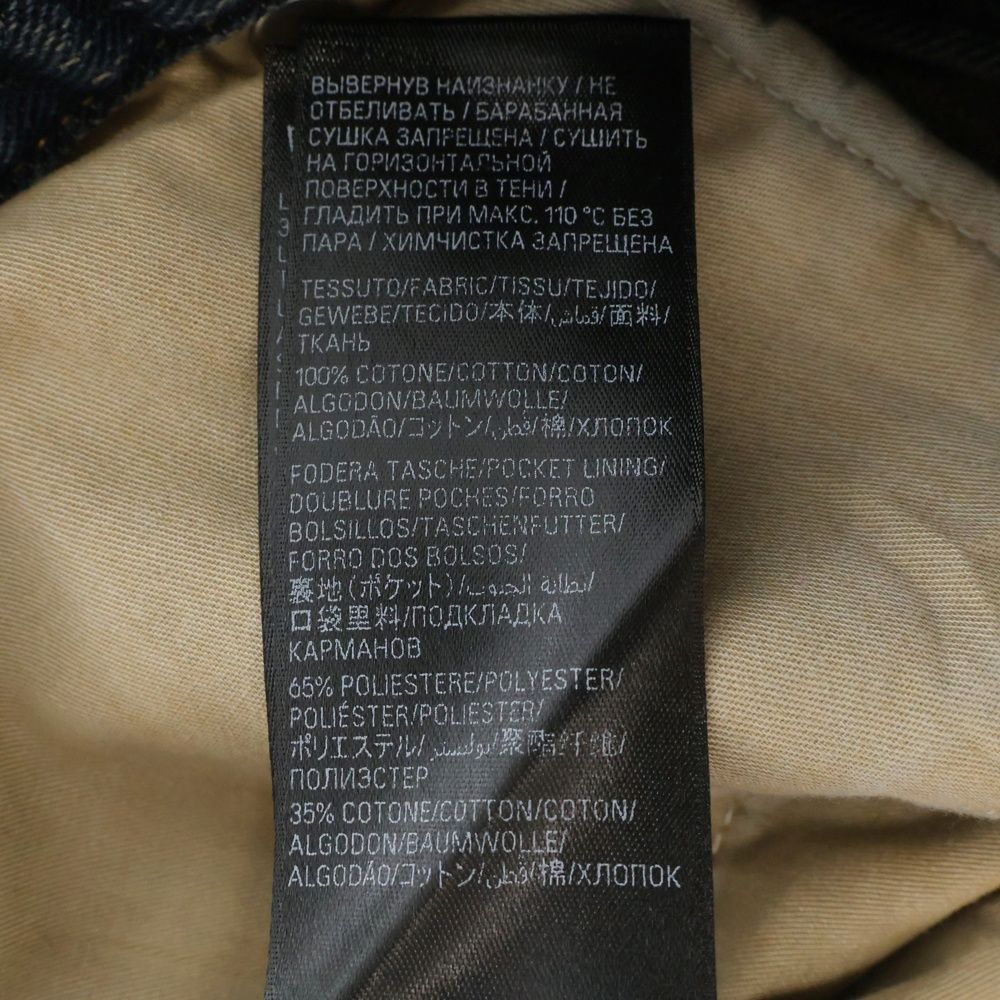 ВЫВЕРНУВ НАИЗНАНКУ / НЕ
ОТБЕЛИВАТЬ / БАРАБАННАЯ
СУШКА ЗАПРЕЩЕНА / СУШИТЬ
НА ГОРИЗОНТАЛЬНОЙ
ПОВЕРХНОСТИ В ТЕНИ /
ГЛАДИТЬ ПРИ МАКС. 110 °C БЕЗ
ПАРА / ХИМЧИСТКА ЗАПРЕЩЕНА
TESSUTO/FABRIC/TISSU/TEJIDO/
GEWEBE/TECIDO/本体/قماش/面料/
ТКАНЬ
100% COTONE/COTTON/COTON/
ALGODON/BAUMWOLLE/
ALGODÃO/コットン/قطن/棉/ХЛОПОК
FODERA TASCHE/POCKET LINING/
DOUBLURE POCHES/FORRO
BOLSILLOS/TASCHENFUTTER/
FORRO DOS BOLSOS/
裏地(ポケット)/بطانة الجيوب/
口袋里料/ПОДКЛАДКА
КАРМАНОВ
65% POLIESTERE/POLYESTER/
POLIÉSTER/POLIESTER/
ポリエステル/بوليستر/聚酯纤维/
ПОЛИЭСТЕР
35% COTONE/COTTON/COTON/
ALGODON/BAUMWOLLE/
ALGODÃO/コットン/قطن/棉/ХЛОПОК